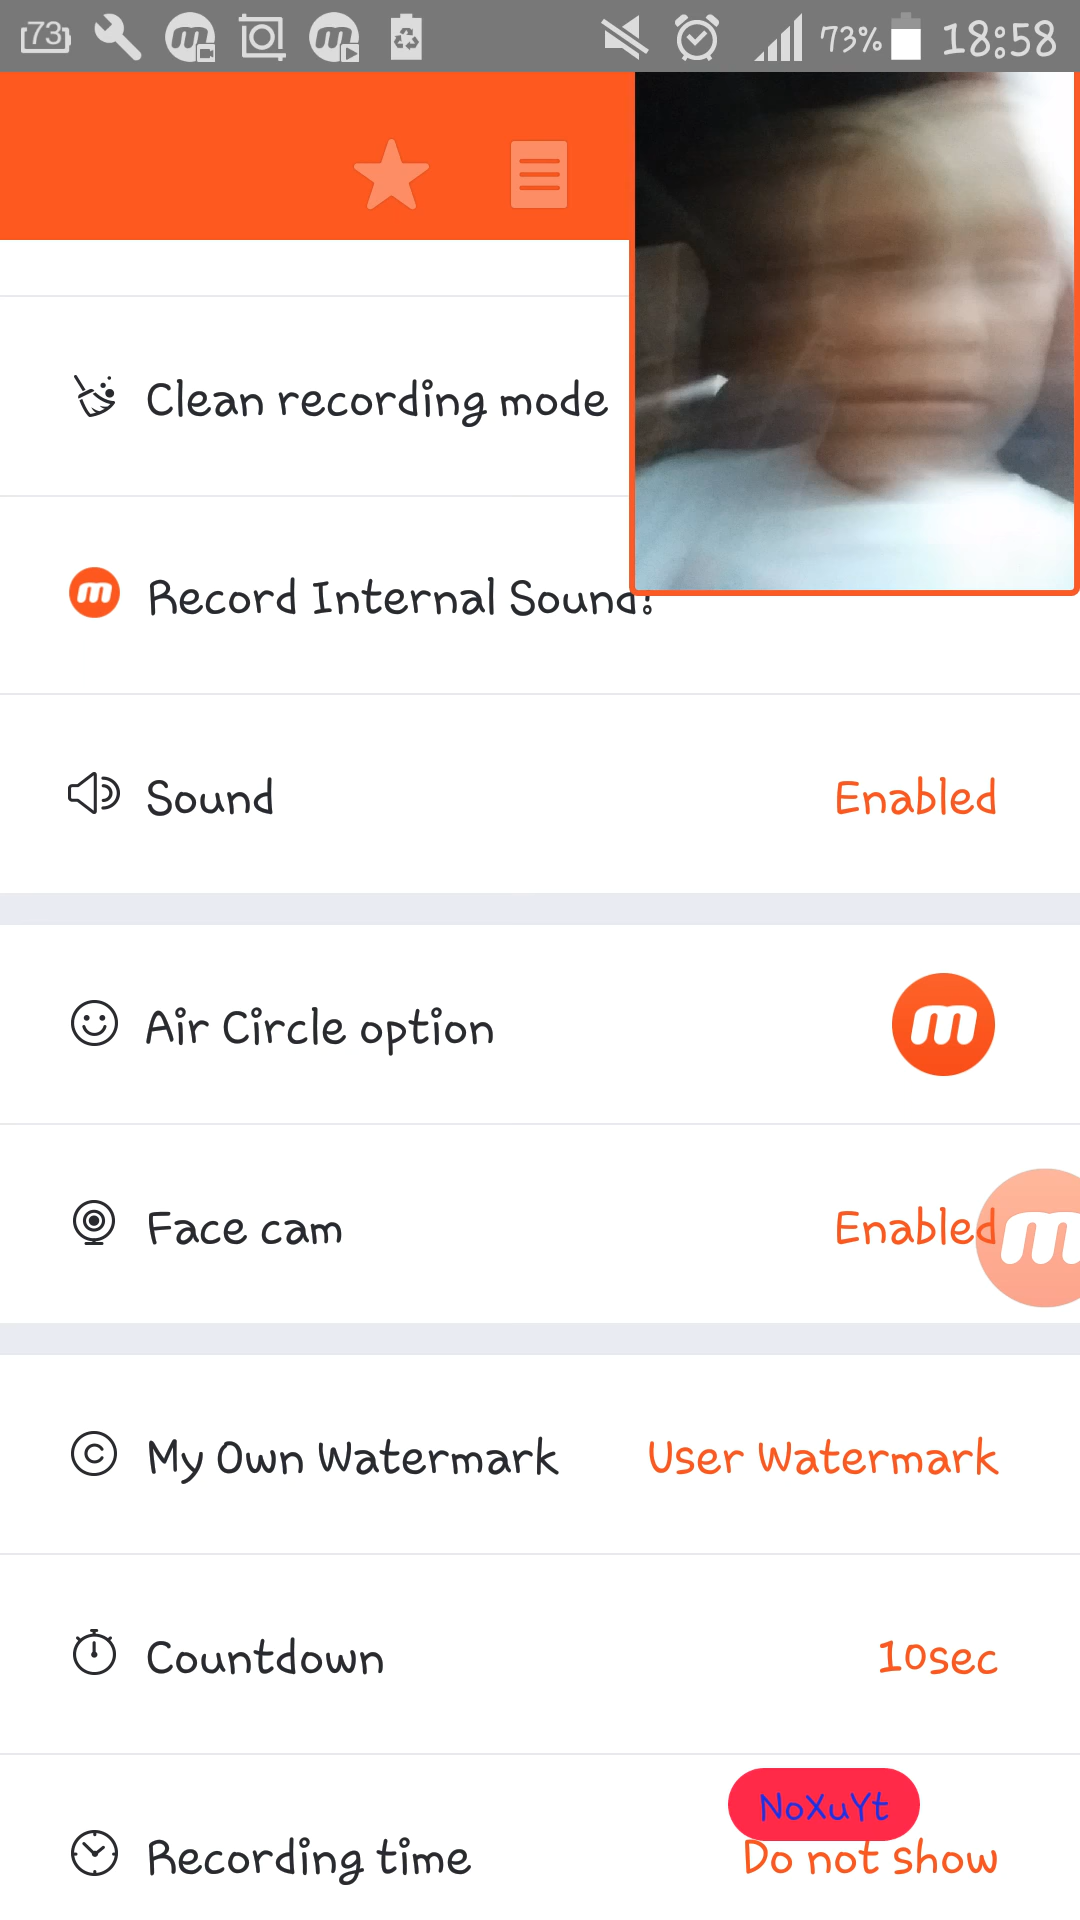 73 73% 18:58
Clean recording mode
Record Internal Sound!
Sound Enabled
Air Circle option
Face cam Enabled
My Own Watermark User Watermark
Countdown 10sec
NoXuYt
Recording time Do not show